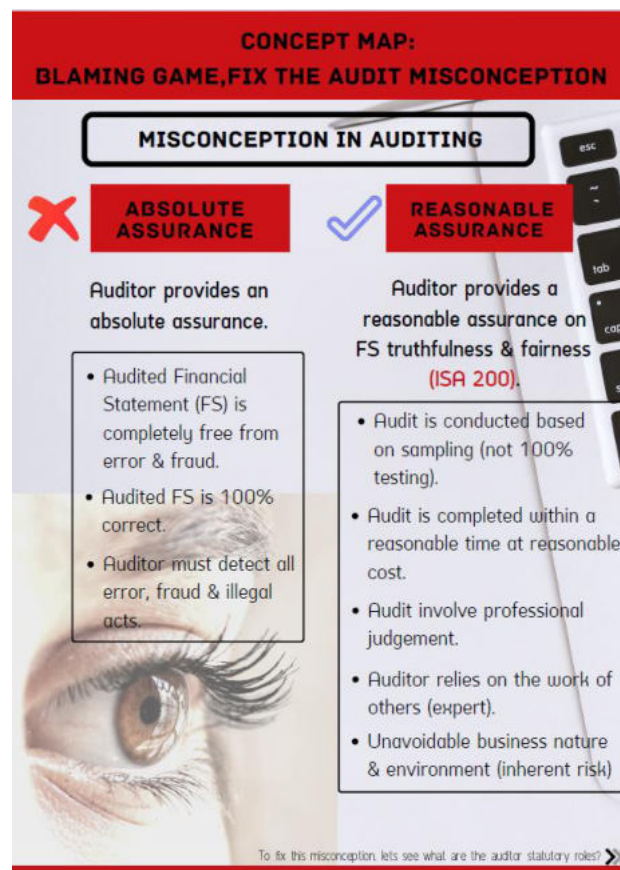 CONCEPT MAP:
BLAMING GAME,FIX THE AUDIT MISCONCEPTION
MISCONCEPTION IN AUDITING
ABSOLUTE
ASSURANCE
Auditor provides an
absolute assurance.
• Audited Financial
Statement (FS) is
completely free from
error & fraud.
• Audited FS is 100%
correct.
• Auditor must detect all
error, fraud & illegal
acts.
REASONABLE
ASSURANCE
Auditor provides a
reasonable assurance on
FS truthfulness & fairness
(ISA 200).
• Audit is conducted based
on sampling (not 100%
testing).
• Audit is completed within a
reasonable time at reasonable
cost.
• Audit involve professional
judgement.
• Auditor relies on the work of
others (expert).
• Unavoidable business nature
& environment (inherent risk)
esc
~
tab
To fix this misconception, lets see what are the auditor statutory roles?